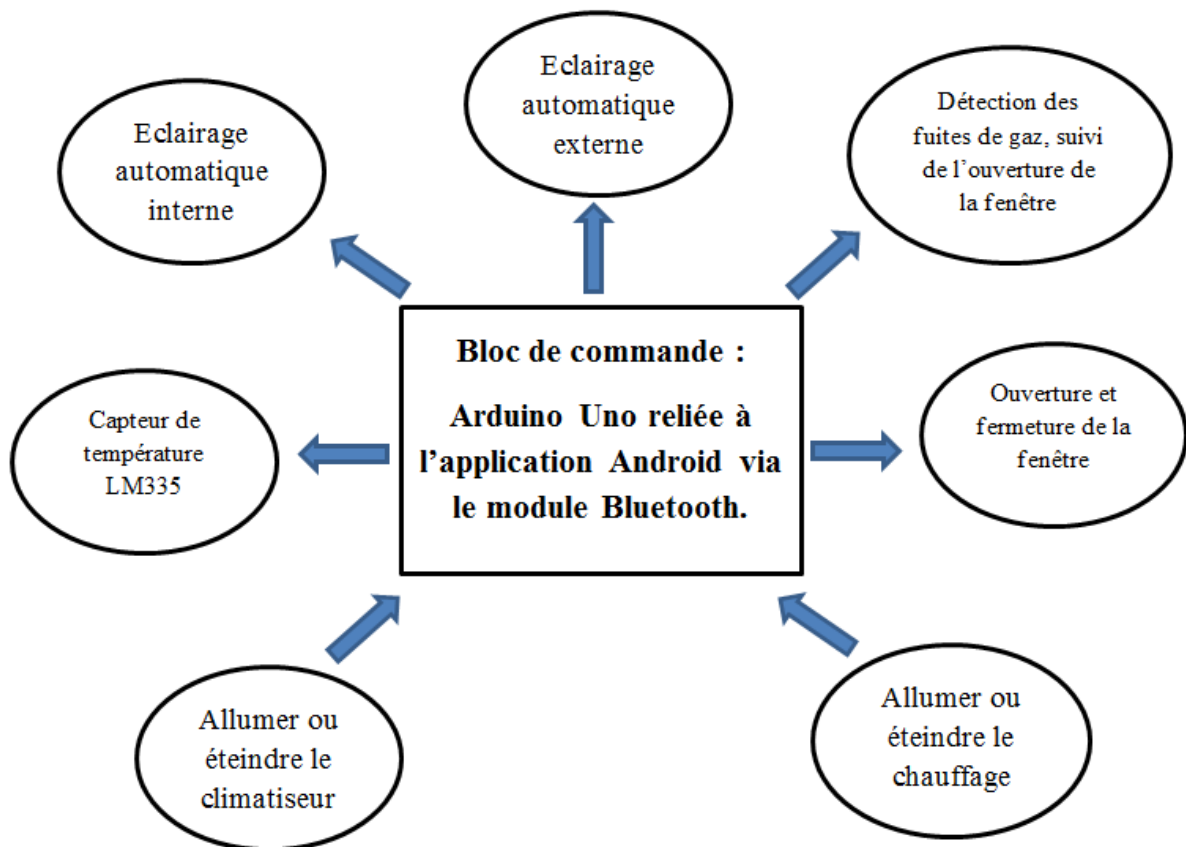 Eclairage
automatique
externe
Eclairage
automatique
interne
Détection des
fuites de gaz, suivi
de l'ouverture de
la fenêtre
Bloc de commande :
Arduino Uno reliée à
l'application Android via
le module Bluetooth.
Capteur de
température
LM335
Ouverture et
fermeture de la
fenêtre
Allumer ou
éteindre le
climatiseur
Allumer ou
éteindre le
chauffage